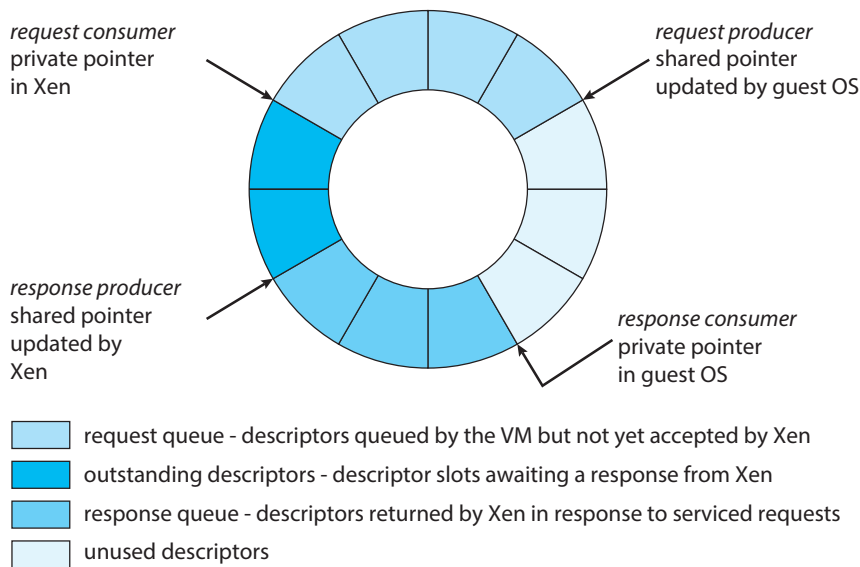 request consumer
private pointer
in Xen
request producer
shared pointer
updated by guest OS
response producer
shared pointer
updated by
Xen
response consumer
private pointer
in guest OS
request queue - descriptors queued by the VM but not yet accepted by Xen
outstanding descriptors - descriptor slots awaiting a response from Xen
response queue - descriptors returned by Xen in response to serviced requests
unused descriptors